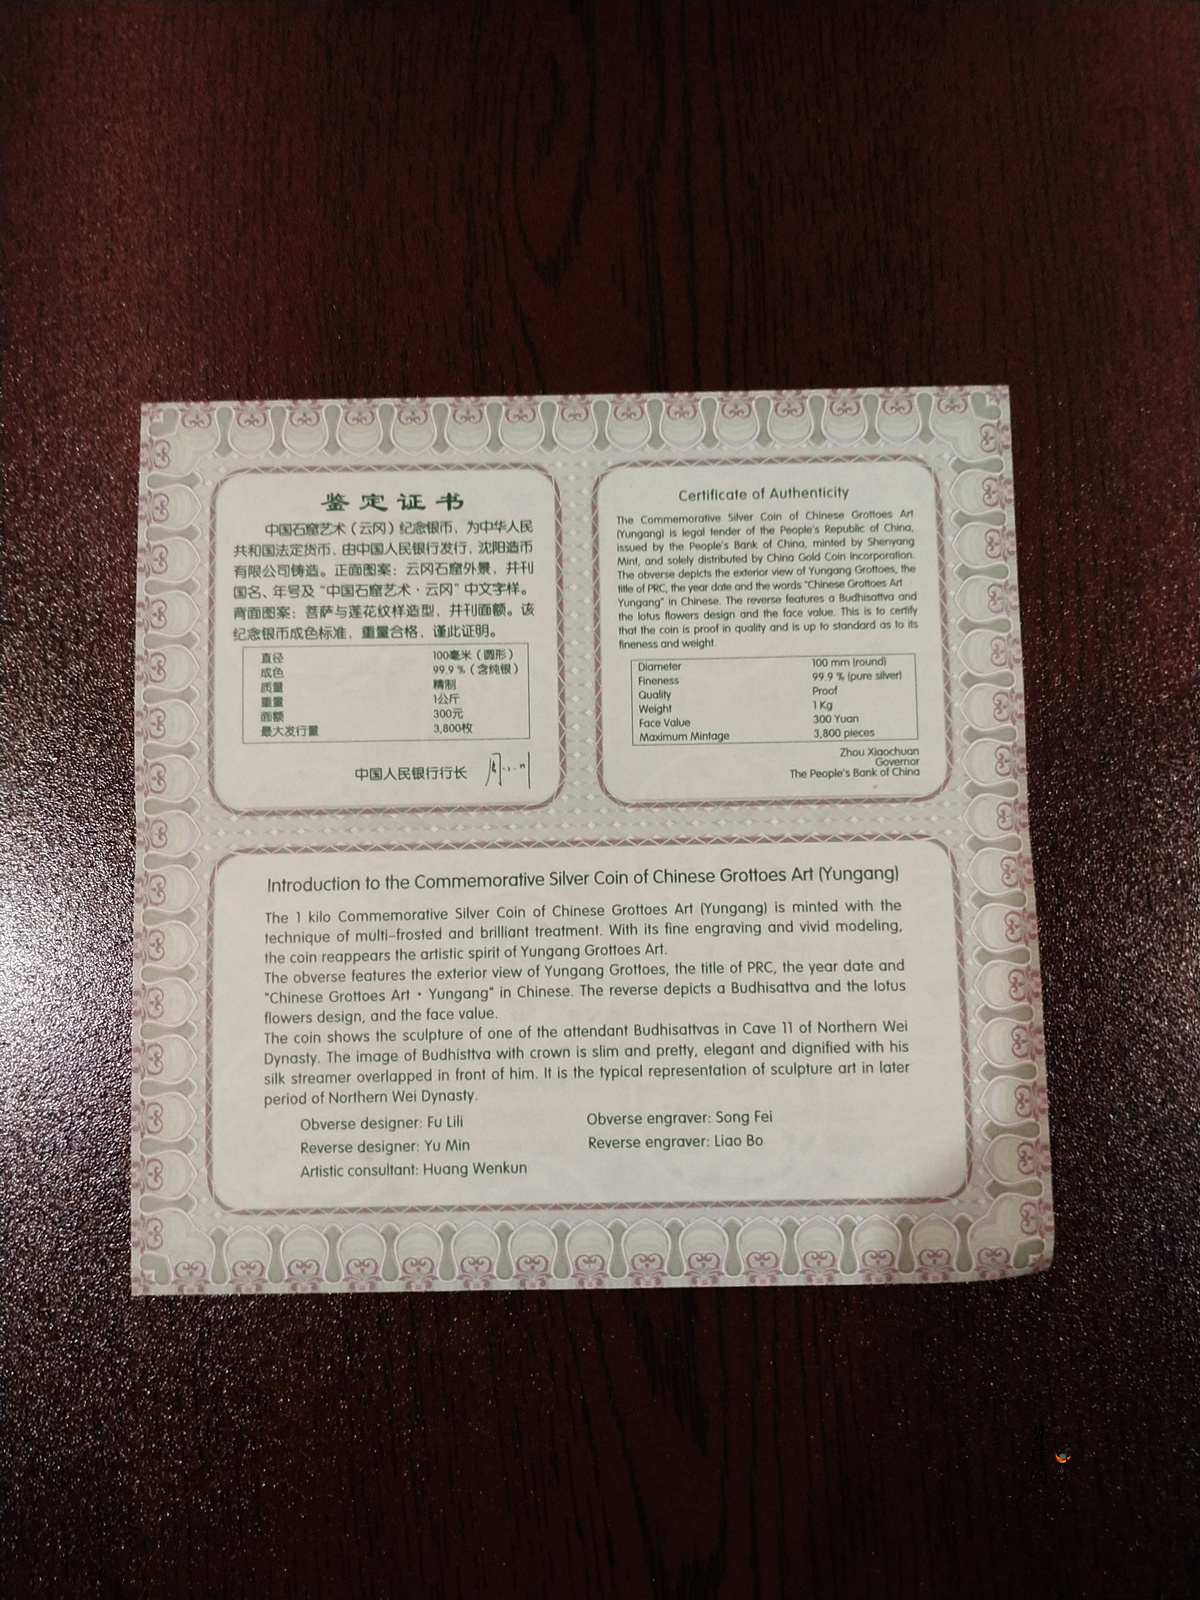 鉴定证书
中国石窟艺术（云冈）纪念银币，为中华人民
共和国法定货币，由中国人民银行发行，沈阳造币
有限公司铸造。正面图案：云冈石窟外景，并刊
国名、年号及“中国石窟艺术·云冈”中文字样。
背面图案：菩萨与莲花纹样造型，并刊面额。该
纪念银币成色标准，重量合格，谨此证明。
直径 100毫米（圆形）
成色 99.9％（含纯银）
质量 精制
重量 1公斤
面额 300元
最大发行量 3,800枚
中国人民银行行长 周小川
Certificate of Authenticity
The Commemorative Silver Coin of Chinese Grottoes Art
(Yungang) is legal tender of the People's Republic of China,
issued by the People's Bank of China, minted by Shenyang
Mint, and solely distributed by China Gold Coin Incorporation.
The obverse depicts the exterior view of Yungang Grottoes, the
title of PRC, the year date and the words "Chinese Grottoes Art ·
Yungang" in Chinese. The reverse features a Budhisattva and
the lotus flowers design and the face value. This is to certify
that the coin is proof in quality and is up to standard as to its
fineness and weight.
Diameter 100 mm (round)
Fineness 99.9 % (pure silver)
Quality Proof
Weight 1 Kg
Face Value 300 Yuan
Maximum Mintage 3,800 pieces
Zhou Xiaochuan
Governor
The People's Bank of China
Introduction to the Commemorative Silver Coin of Chinese Grottoes Art (Yungang)
The 1 kilo Commemorative Silver Coin of Chinese Grottoes Art (Yungang) is minted with the
technique of multi-frosted and brilliant treatment. With its fine engraving and vivid modeling,
the coin reappears the artistic spirit of Yungang Grottoes Art.
The obverse features the exterior view of Yungang Grottoes, the title of PRC, the year date and
"Chinese Grottoes Art · Yungang" in Chinese. The reverse depicts a Budhisattva and the lotus
flowers design, and the face value.
The coin shows the sculpture of one of the attendant Budhisattvas in Cave 11 of Northern Wei
Dynasty. The image of Budhisttva with crown is slim and pretty, elegant and dignified with his
silk streamer overlapped in front of him. It is the typical representation of sculpture art in later
period of Northern Wei Dynasty.
Obverse designer: Fu Lili Obverse engraver: Song Fei
Reverse designer: Yu Min Reverse engraver: Liao Bo
Artistic consultant: Huang Wenkun